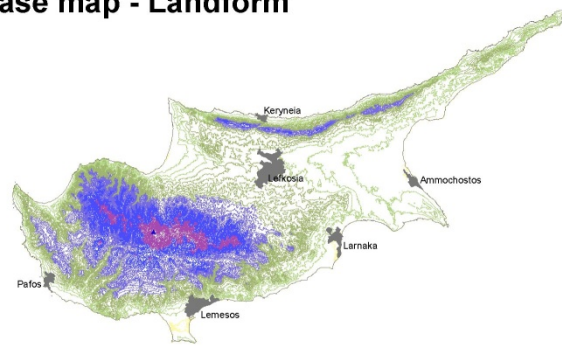 ase map - Landform
Keryneia
Lefkosia
Ammochostos
Larnaka
Pafos
Lemesos